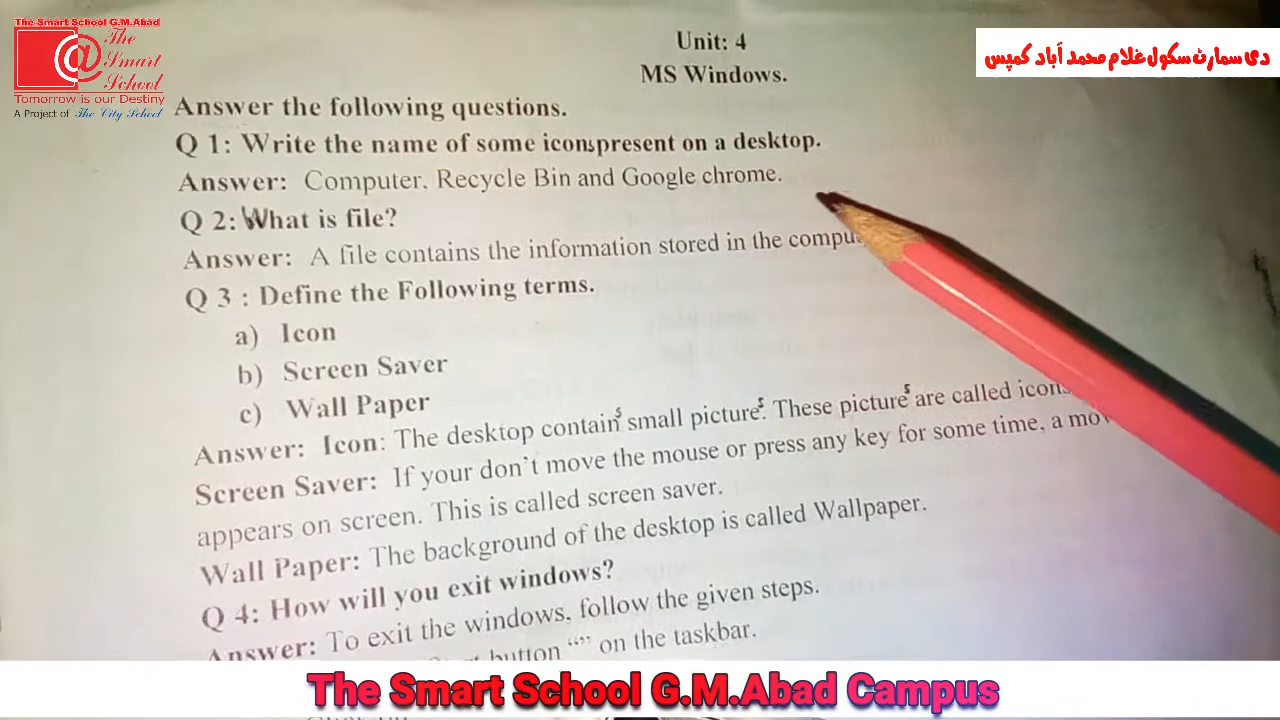 The Smart School G.M.Abad
The
Smart
School
Tomorrow is our Destiny
A Project of The City School
دی سمارٹ سکول غلام محمد آباد کمپس
Unit: 4
MS Windows.
Answer the following questions.
Q 1: Write the name of some icons present on a desktop.
Answer: Computer, Recycle Bin and Google chrome.
Q 2: What is file?
Answer: A file contains the information stored in the
Q 3 : Define the Following terms.
a) Icon
b) Screen Saver
c) Wall Paper
Answer: Icon: The desktop contains small pictures. These pictures are called icons
Screen Saver: If your don't move the mouse or press any key for some time, a
appears on screen. This is called screen saver.
Wall Paper: The background of the desktop is called Wallpaper.
Q 4: How will you exit windows?
Answer: To exit the windows, follow the given steps.
button “” on the taskbar.
The Smart School G.M.Abad Campus